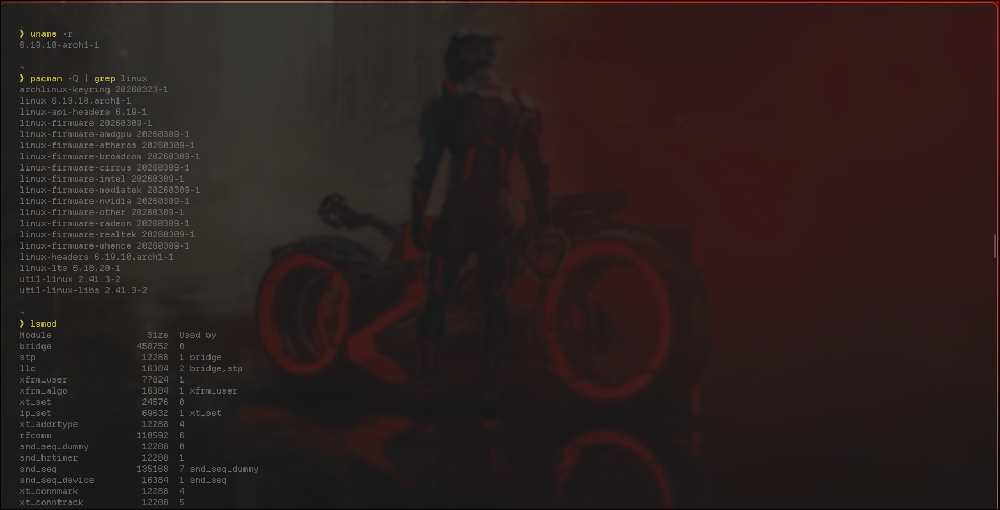 ❯ uname -r
6.19.10-arch1-1
~
❯ pacman -Q | grep linux
archlinux-keyring 20260323-1
linux 6.19.10.arch1-1
linux-api-headers 6.19-1
linux-firmware 20260309-1
linux-firmware-amdgpu 20260309-1
linux-firmware-atheros 20260309-1
linux-firmware-broadcom 20260309-1
linux-firmware-cirrus 20260309-1
linux-firmware-intel 20260309-1
linux-firmware-mediatek 20260309-1
linux-firmware-nvidia 20260309-1
linux-firmware-other 20260309-1
linux-firmware-radeon 20260309-1
linux-firmware-realtek 20260309-1
linux-firmware-whence 20260309-1
linux-headers 6.19.10.arch1-1
linux-lts 6.18.20-1
util-linux 2.41.3-2
util-linux-libs 2.41.3-2
~
❯ lsmod
Module                  Size  Used by
bridge                458752  0
stp                    12288  1 bridge
llc                    16384  2 bridge,stp
xfrm_user              77824  1
xfrm_algo              16384  1 xfrm_user
xt_set                 24576  0
ip_set                 69632  1 xt_set
xt_addrtype            12288  4
rfcomm                110592  6
snd_seq_dummy          12288  0
snd_hrtimer            12288  1
snd_seq               135168  7 snd_seq_dummy
snd_seq_device         16384  1 snd_seq
xt_connmark            12288  4
xt_conntrack           12288  5